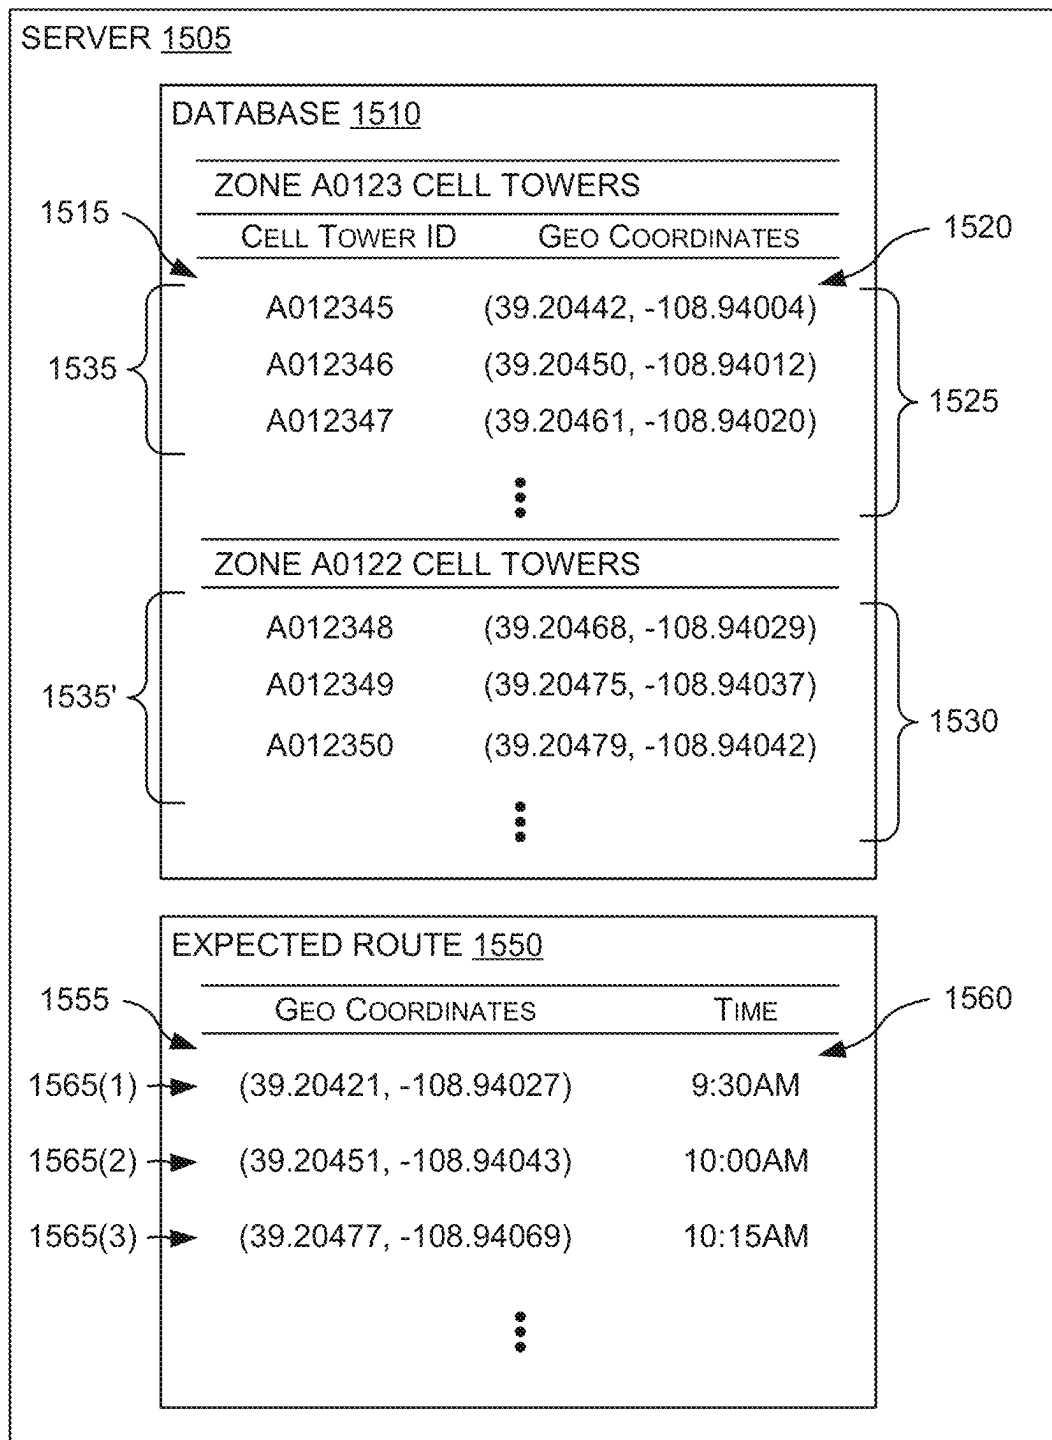 SERVER 1505
DATABASE 1510
ZONE A0123 CELL TOWERS
1515
CELL TOWER ID GEO COORDINATES
1520
A012345 (39.20442, -108.94004)
1535
A012346 (39.20450, -108.94012)
1525
A012347 (39.20461, -108.94020)
ZONE A0122 CELL TOWERS
A012348 (39.20468, -108.94029)
1535'
A012349 (39.20475, -108.94037)
1530
A012350 (39.20479, -108.94042)
EXPECTED ROUTE 1550
1555
GEO COORDINATES TIME
1560
1565(1) (39.20421, -108.94027) 9:30AM
1565(2) (39.20451, -108.94043) 10:00AM
1565(3) (39.20477, -108.94069) 10:15AM